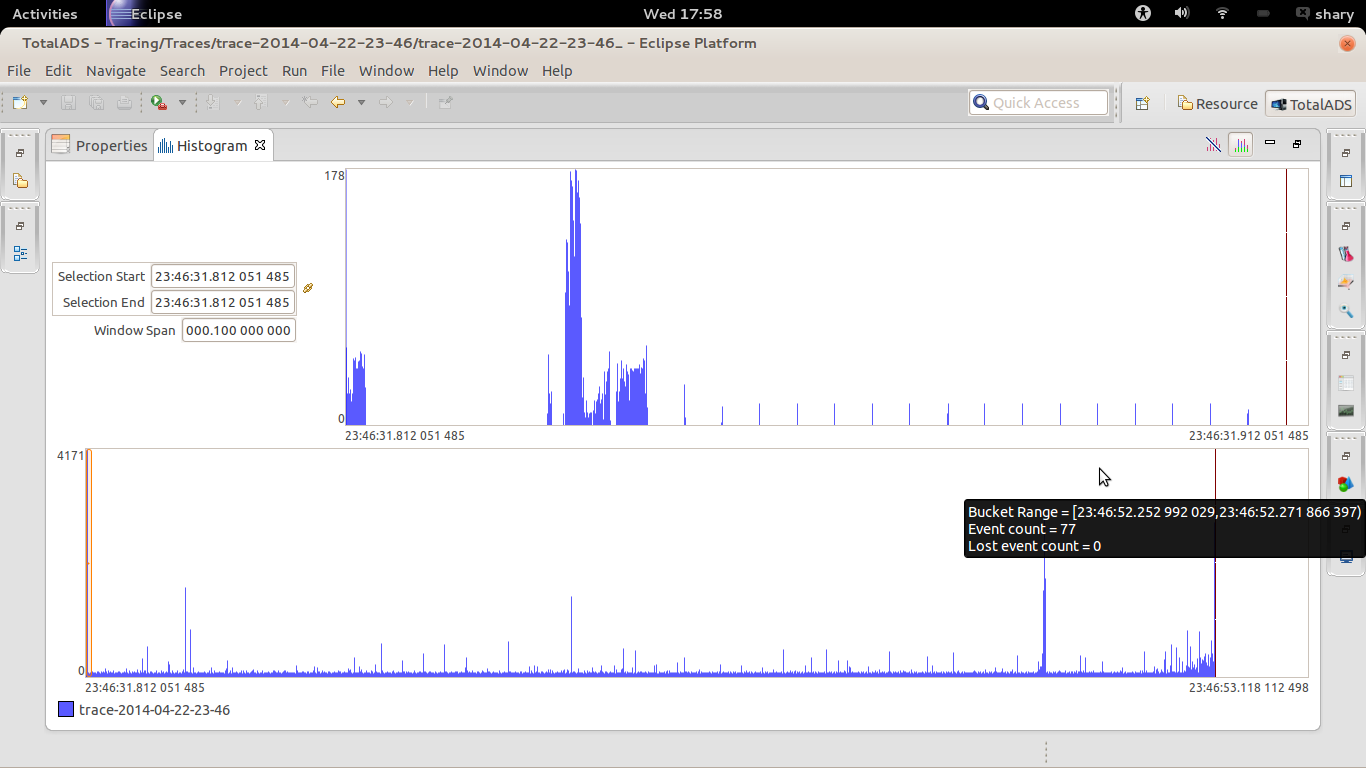 Activities Eclipse Wed 17:58 shary
TotalADS – Tracing/Traces/trace-2014-04-22-23-46/trace-2014-04-22-23-46_ – Eclipse Platform
File Edit Navigate Search Project Run File Window Help Window Help
Quick Access Resource TotalADS
Properties Histogram
178
Selection Start 23:46:31.812 051 485
Selection End 23:46:31.812 051 485
Window Span 000.100 000 000
0
23:46:31.812 051 485 23:46:31.912 051 485
4171
Bucket Range = [23:46:52.252 992 029,23:46:52.271 866 397)
Event count = 77
Lost event count = 0
0
23:46:31.812 051 485 23:46:53.118 112 498
trace-2014-04-22-23-46